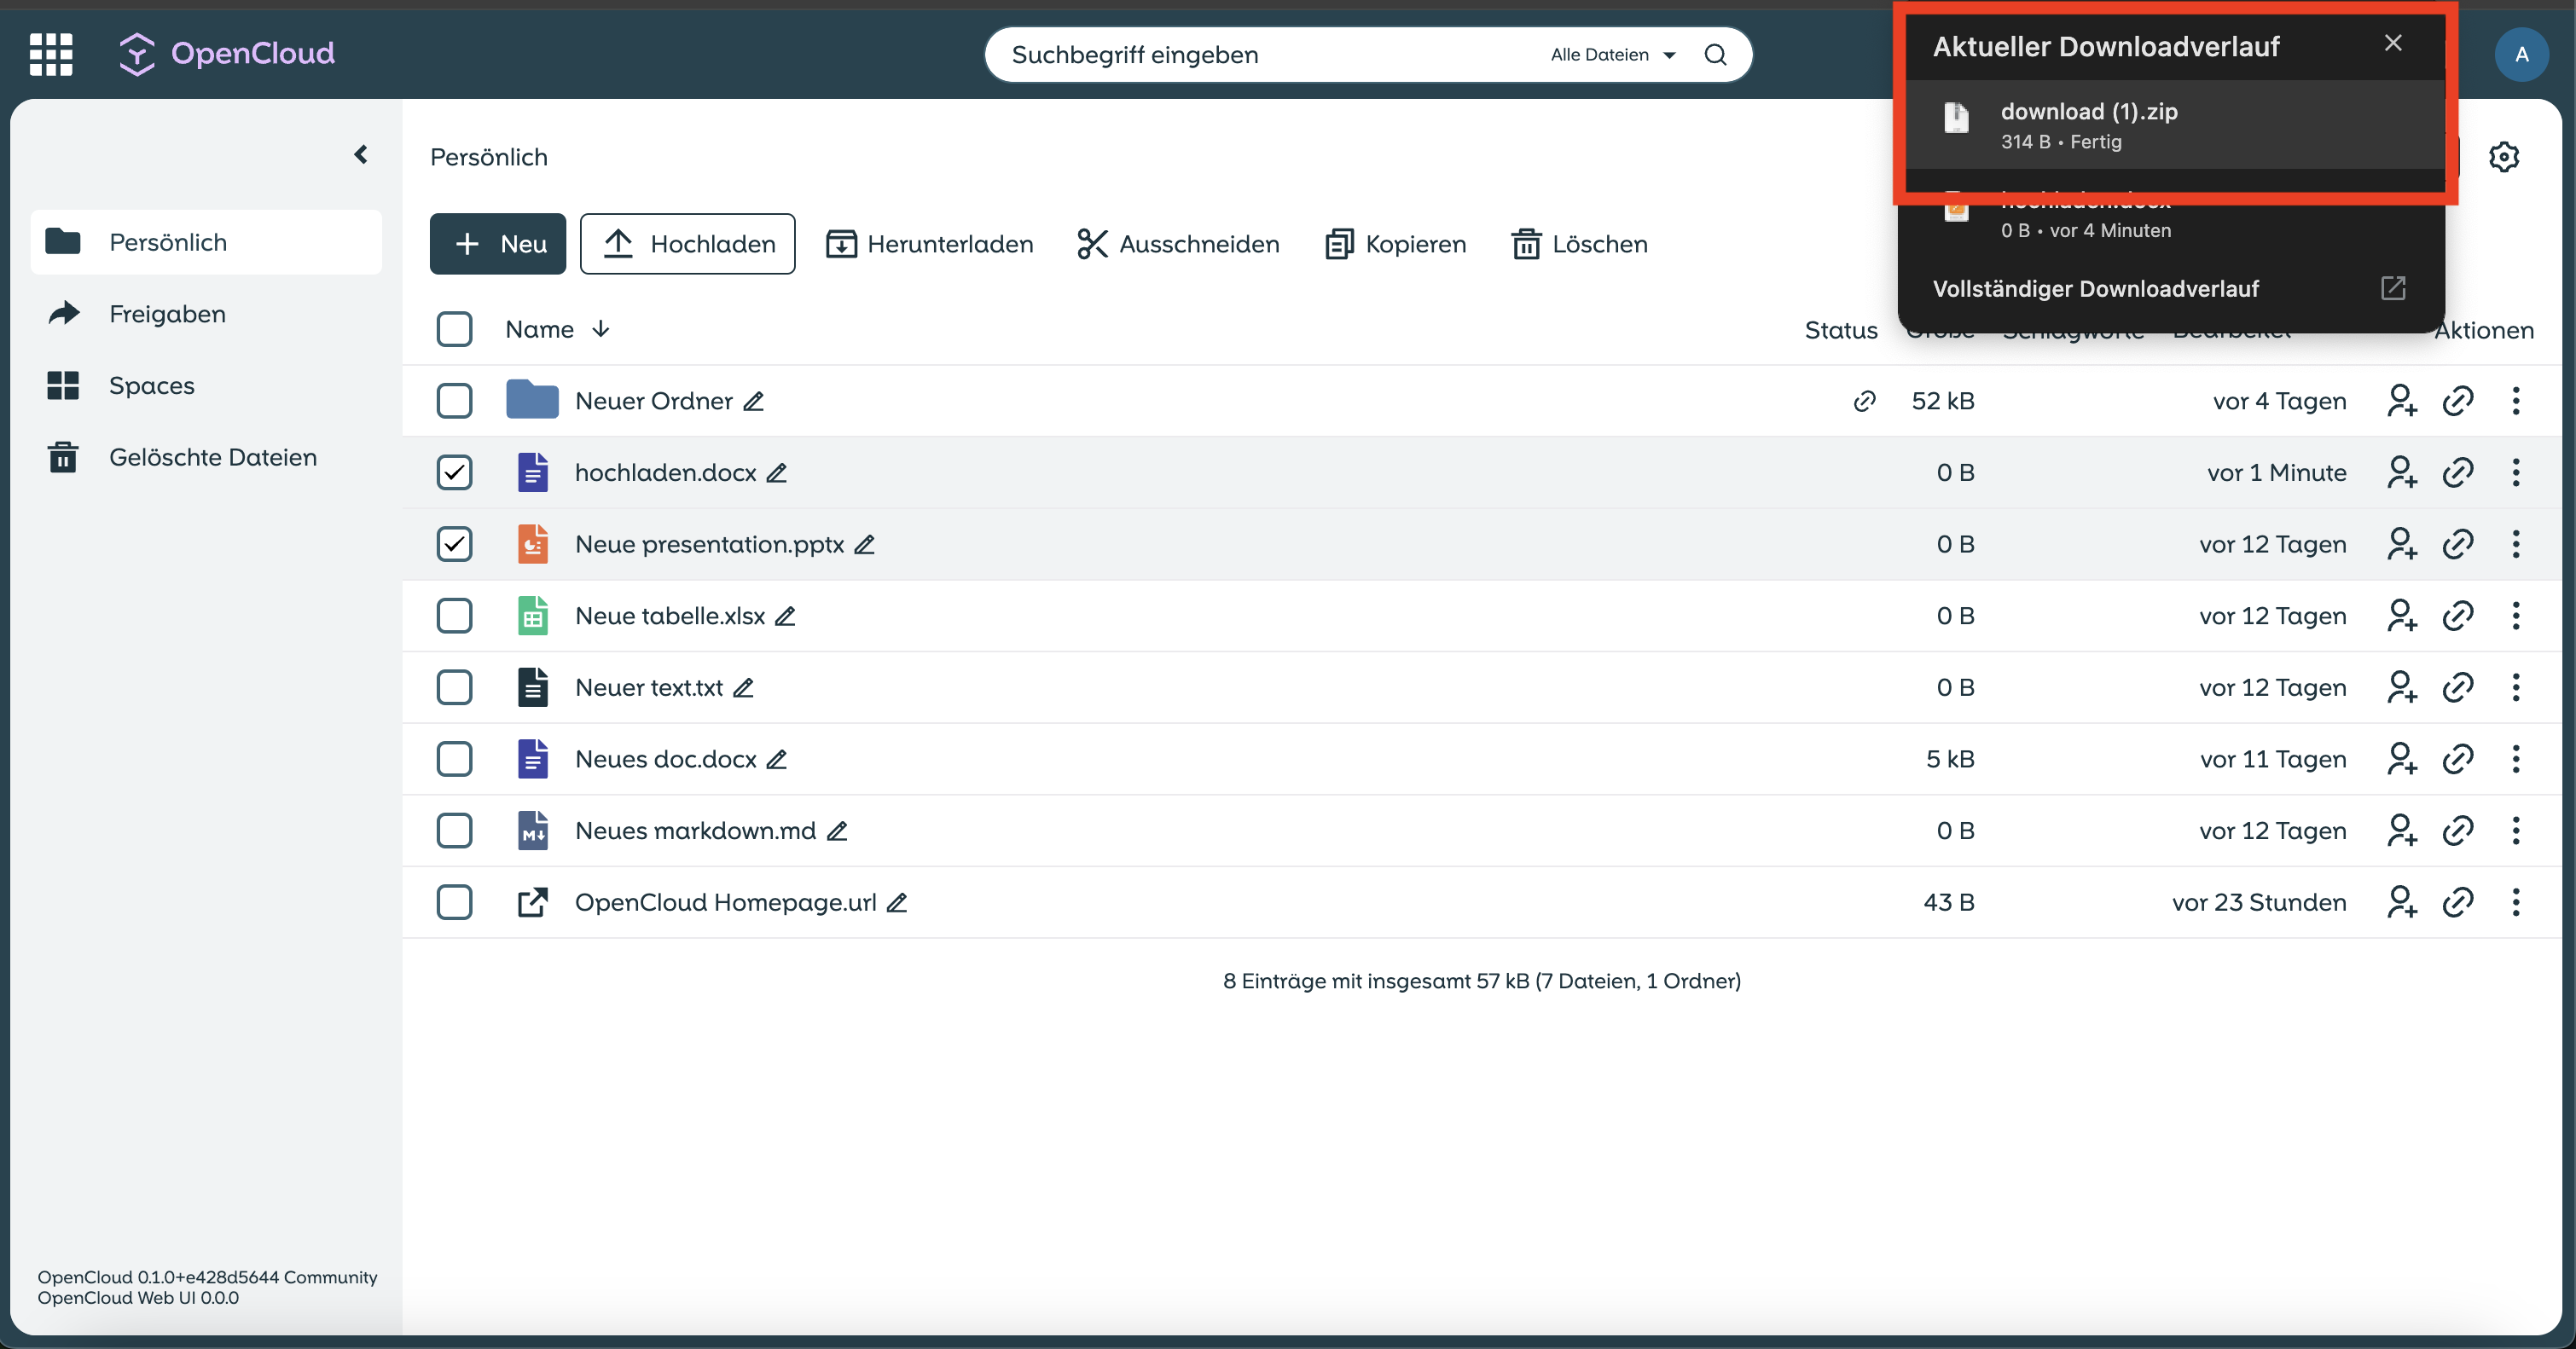 OpenCloud
Suchbegriff eingeben
Alle Dateien
Aktueller Downloadverlauf
A
download (1).zip
314 B • Fertig
hochladen.docx
0 B • vor 4 Minuten
Vollständiger Downloadverlauf
Persönlich
Freigaben
Spaces
Gelöschte Dateien
Persönlich
Neu
Hochladen
Herunterladen
Ausschneiden
Kopieren
Löschen
Name
Status Größe Schlagworte Bearbeitet Aktionen
Neuer Ordner 52 kB vor 4 Tagen
hochladen.docx 0 B vor 1 Minute
Neue presentation.pptx 0 B vor 12 Tagen
Neue tabelle.xlsx 0 B vor 12 Tagen
Neuer text.txt 0 B vor 12 Tagen
Neues doc.docx 5 kB vor 11 Tagen
M Neues markdown.md 0 B vor 12 Tagen
OpenCloud Homepage.url 43 B vor 23 Stunden
8 Einträge mit insgesamt 57 kB (7 Dateien, 1 Ordner)
OpenCloud 0.1.0+e428d5644 Community
OpenCloud Web UI 0.0.0